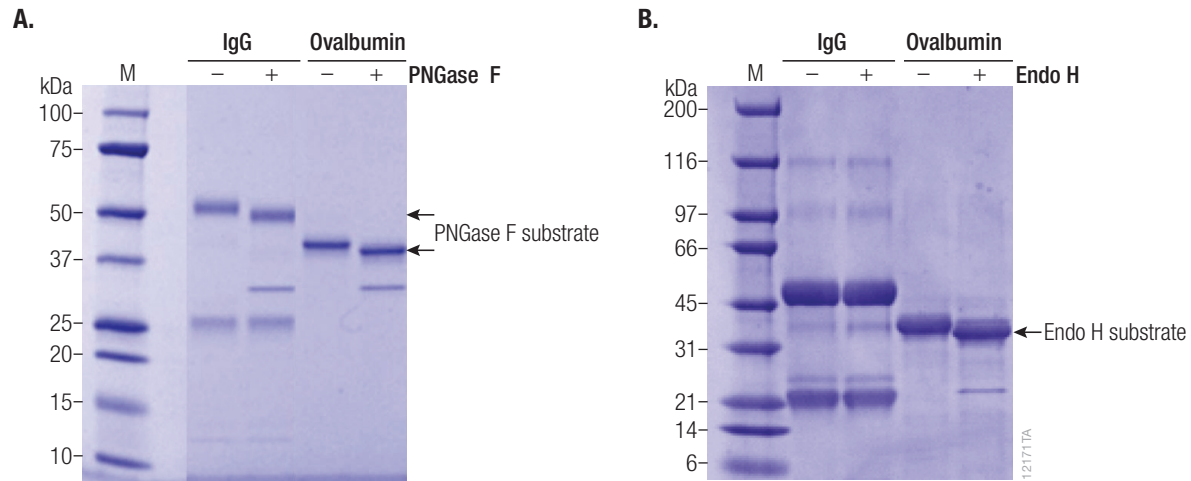 A.
IgG Ovalbumin
kDa M − + − + PNGase F
100
75
50
37
25
20
15
10
PNGase F substrate
B.
IgG Ovalbumin
kDa M − + − + Endo H
200
116
97
66
45
31
21
14
6
Endo H substrate
12171TA